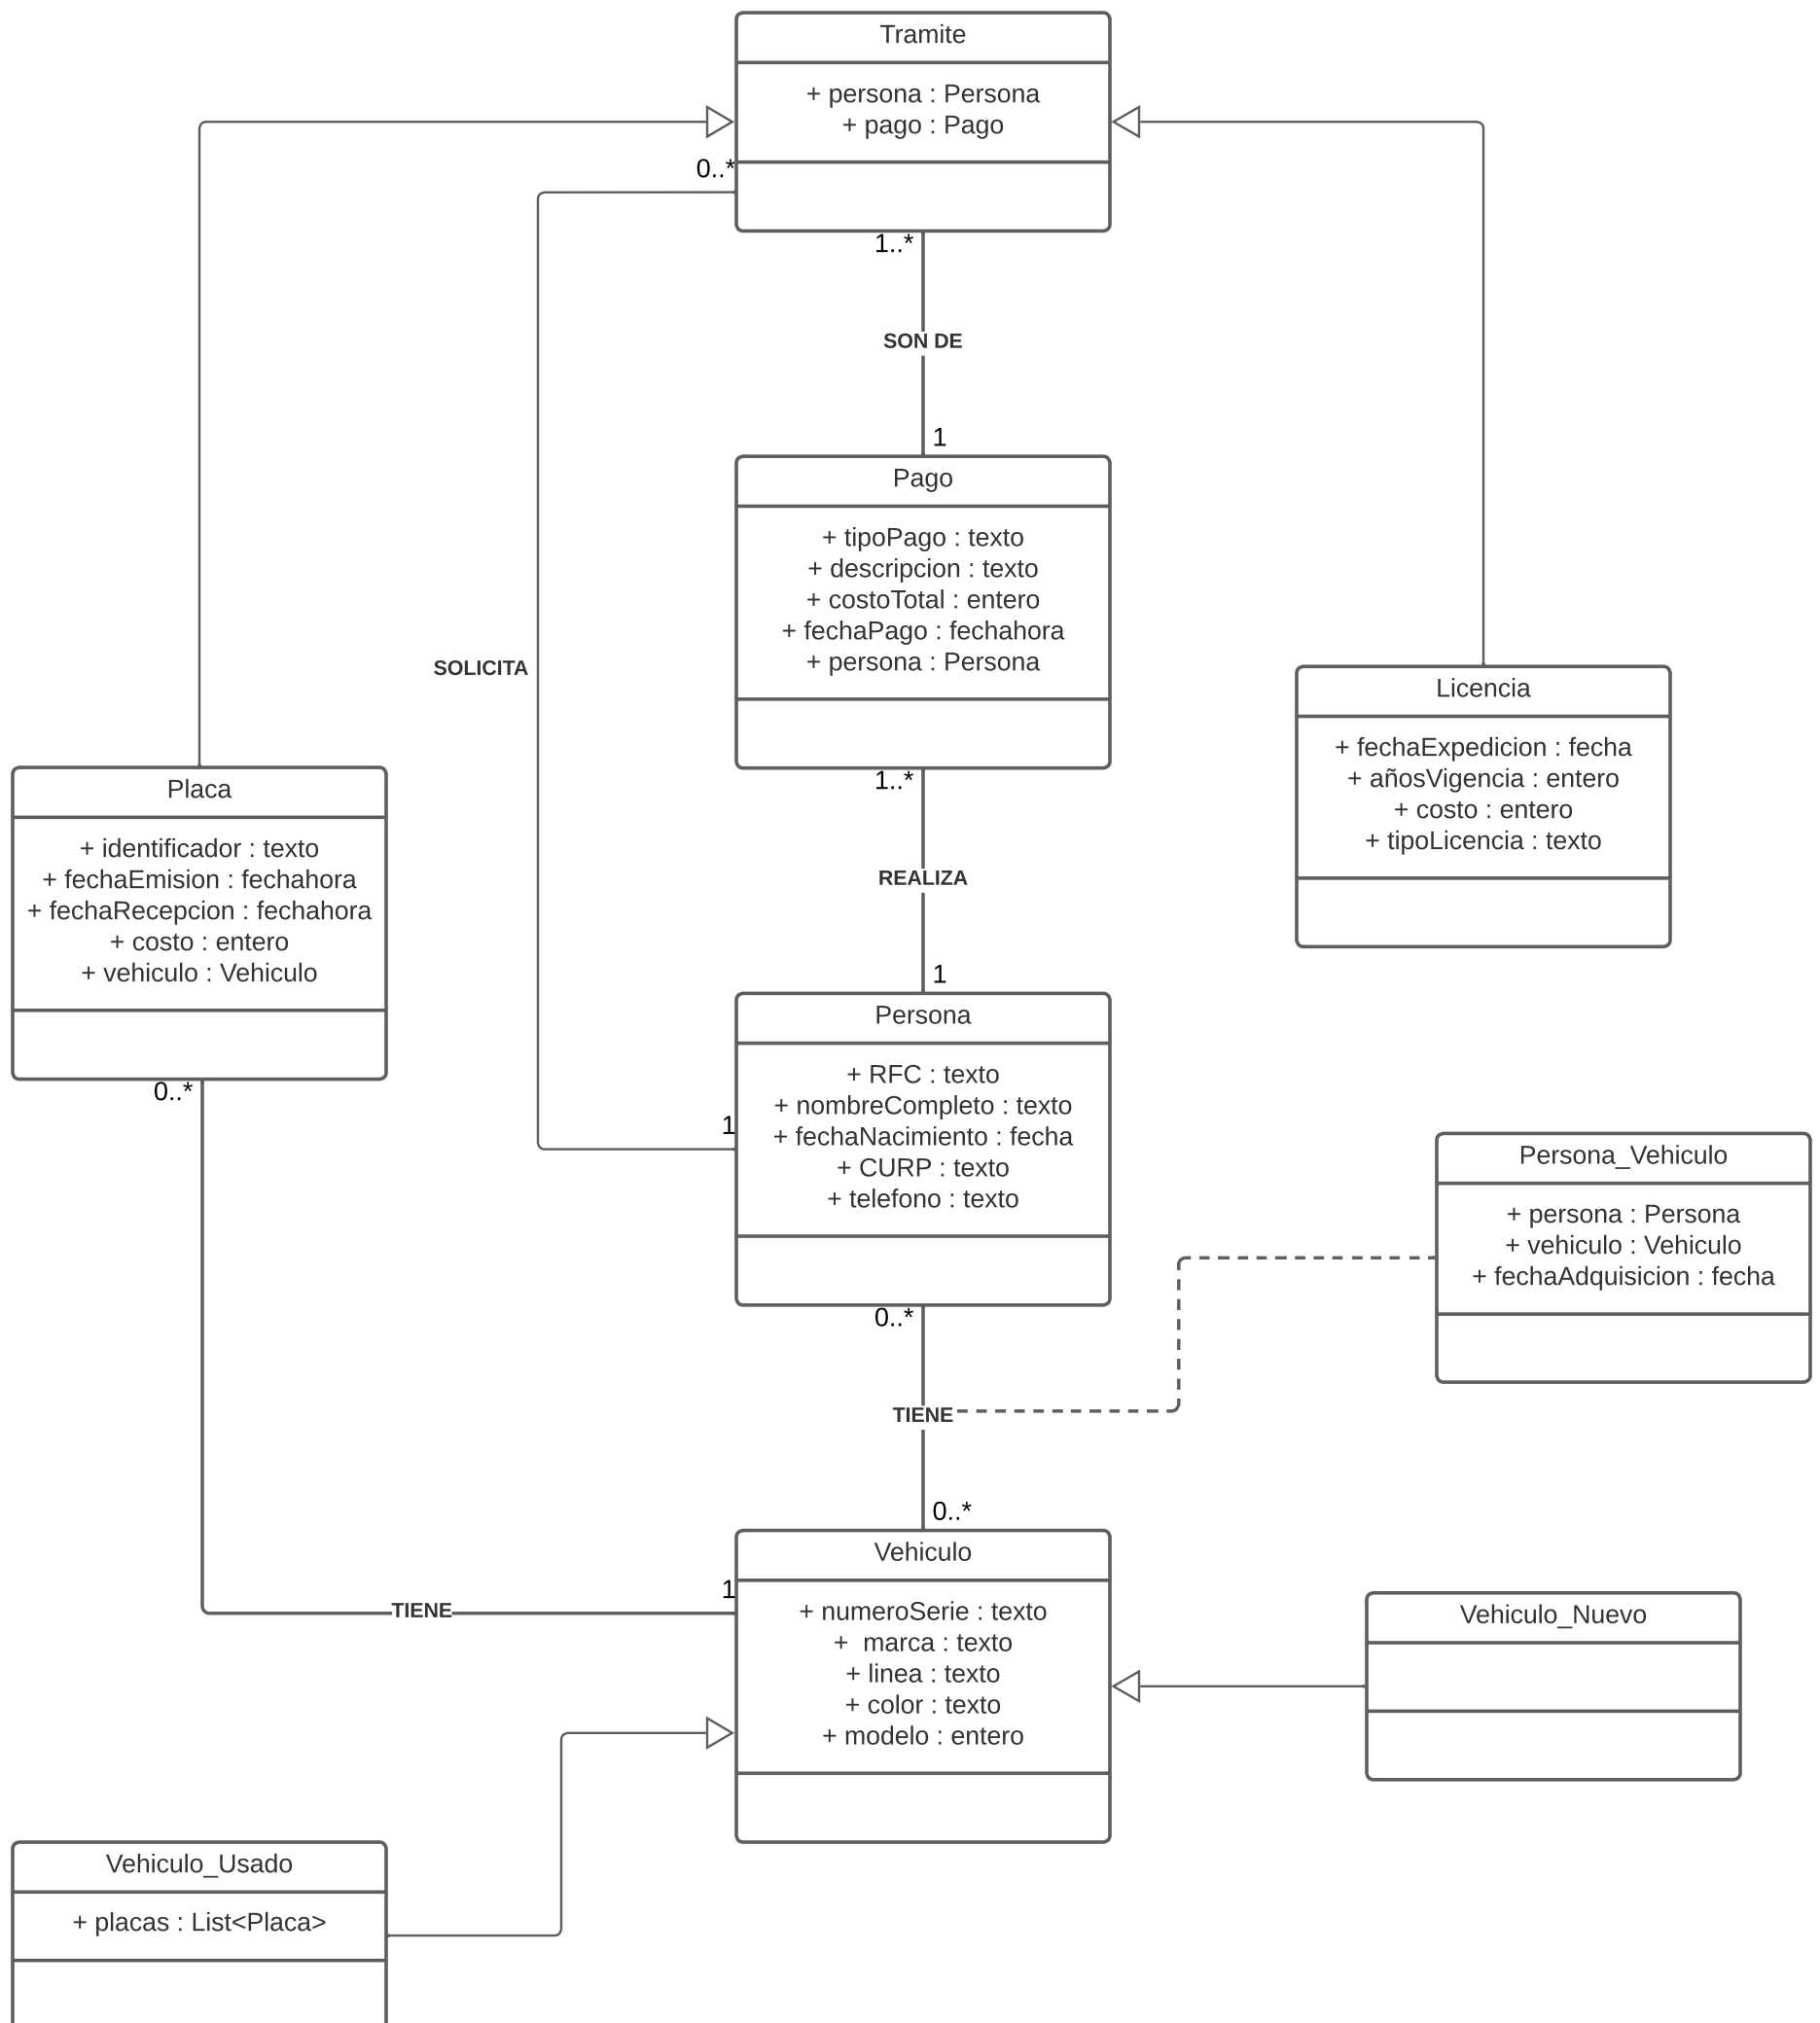 Tramite
+ persona : Persona
+ pago : Pago
0..*
1..*
SON DE
1
Pago
+ tipoPago : texto
+ descripcion : texto
+ costoTotal : entero
+ fechaPago : fechahora
+ persona : Persona
SOLICITA
Licencia
+ fechaExpedicion : fecha
+ añosVigencia : entero
+ costo : entero
+ tipoLicencia : texto
Placa
+ identificador : texto
+ fechaEmision : fechahora
+ fechaRecepcion : fechahora
+ costo : entero
+ vehiculo : Vehiculo
0..*
1..*
REALIZA
1
Persona
+ RFC : texto
+ nombreCompleto : texto
+ fechaNacimiento : fecha
+ CURP : texto
+ telefono : texto
1
Persona_Vehiculo
+ persona : Persona
+ vehiculo : Vehiculo
+ fechaAdquisicion : fecha
0..*
TIENE
0..*
Vehiculo
+ numeroSerie : texto
+  marca : texto
+ linea : texto
+ color : texto
+ modelo : entero
1
TIENE
Vehiculo_Nuevo
Vehiculo_Usado
+ placas : List<Placa>